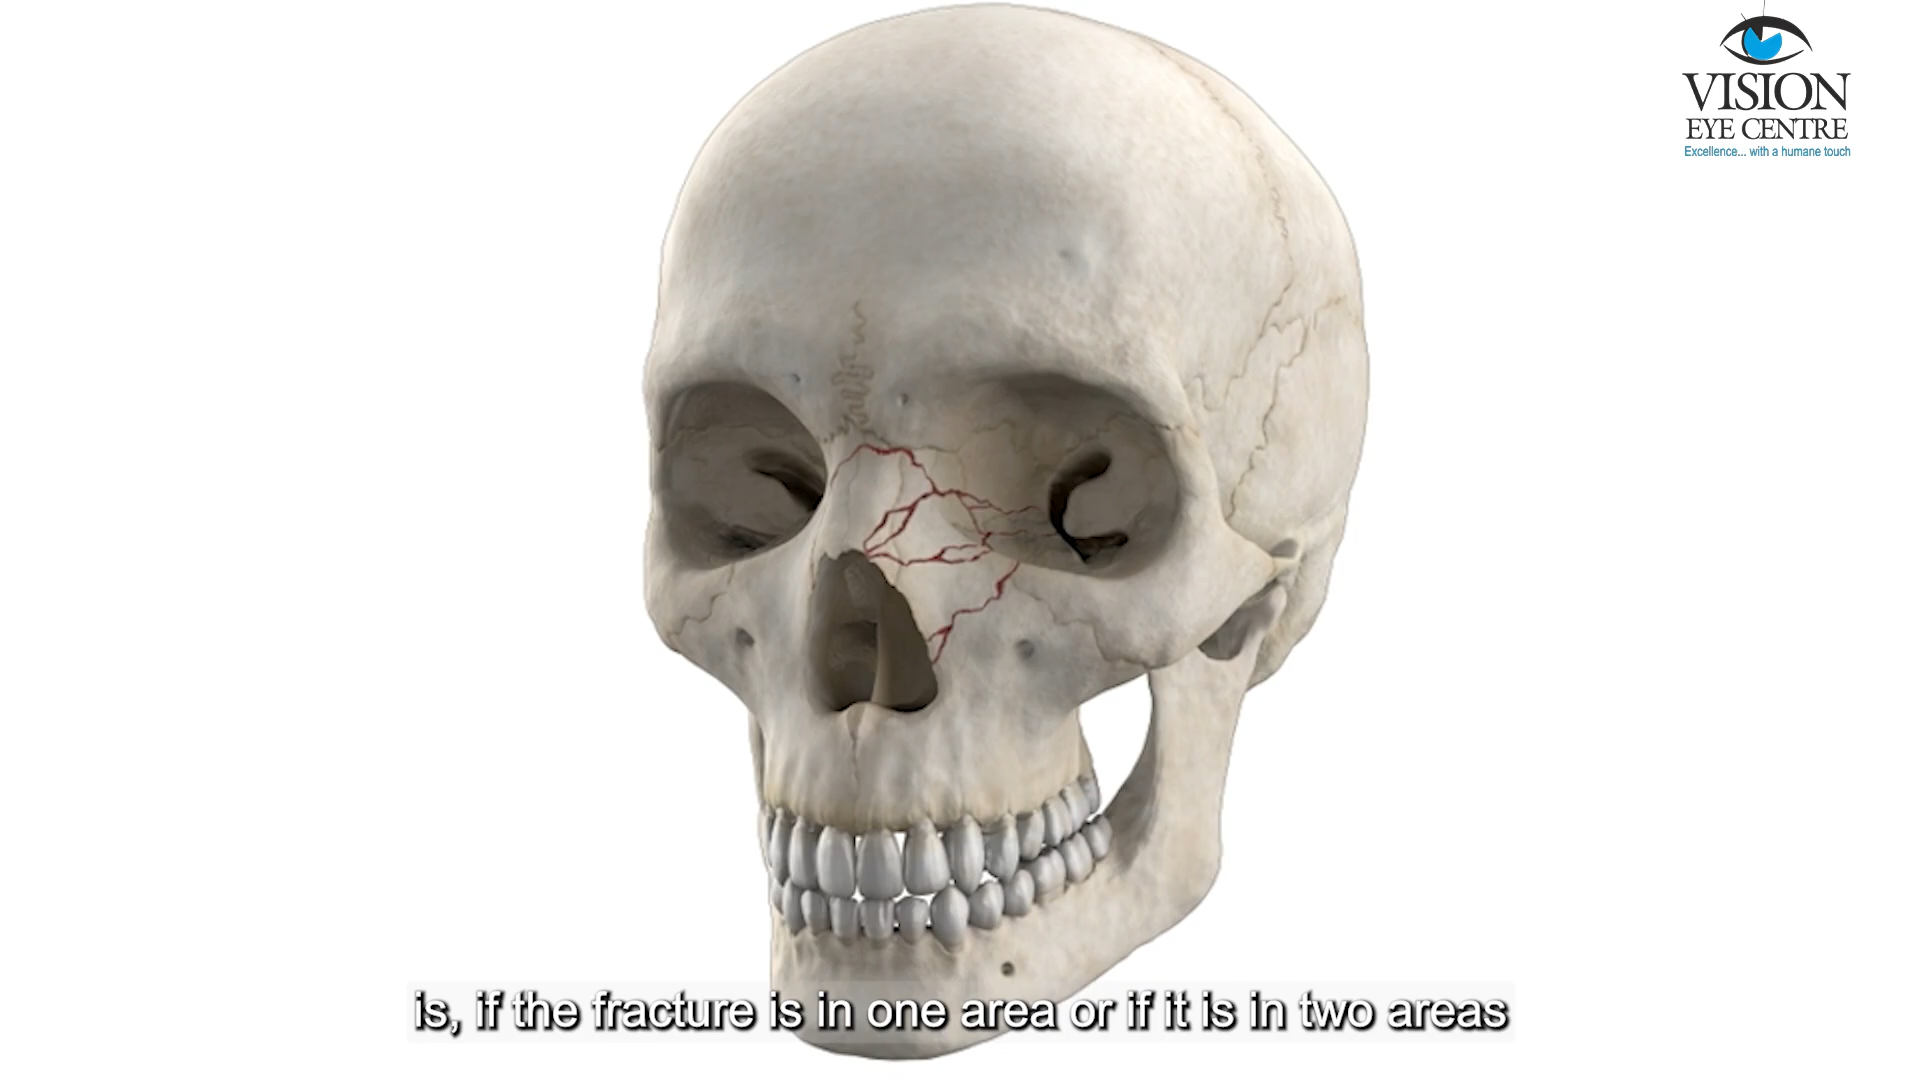 VISION
EYE CENTRE
Excellence... with a humane touch
is, if the fracture is in one area or if it is in two areas